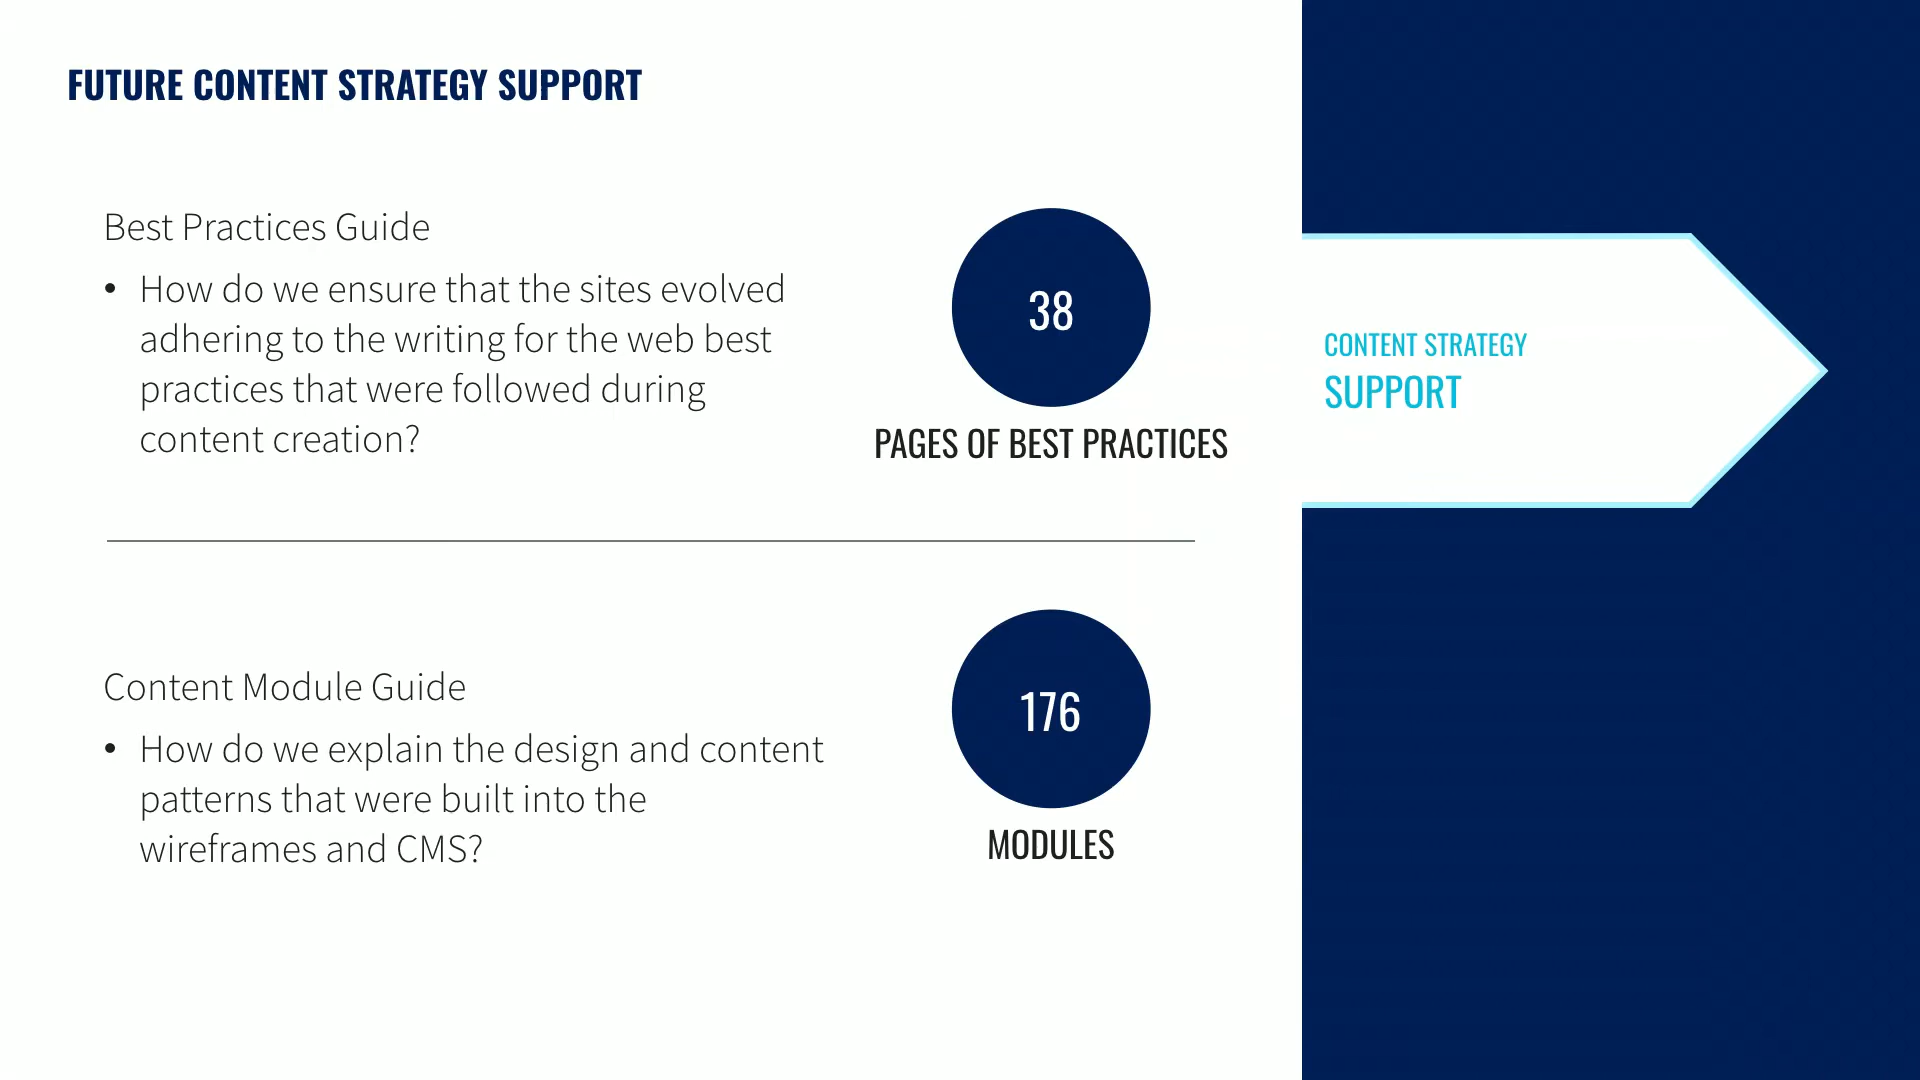 FUTURE CONTENT STRATEGY SUPPORT
Best Practices Guide
• How do we ensure that the sites evolved
adhering to the writing for the web best
practices that were followed during
content creation?
38
PAGES OF BEST PRACTICES
CONTENT STRATEGY
SUPPORT
Content Module Guide
• How do we explain the design and content
patterns that were built into the
wireframes and CMS?
176
MODULES